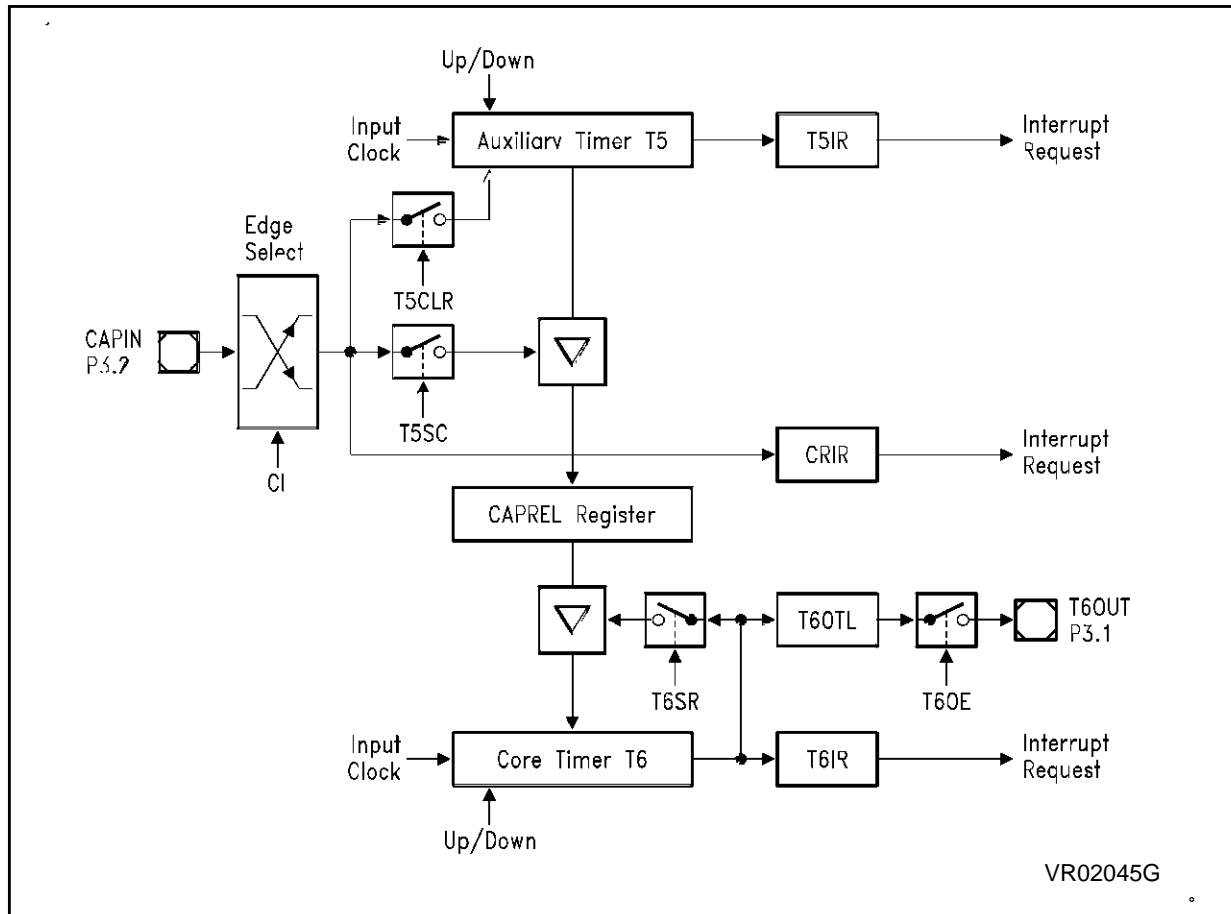 Up/Down
Input
Clock
Auxiliary Timer T5
T5IR
Interrupt
Request
Edge
Select
T5CLR
CAPIN
P3.2
T5SC
CI
CRIR
Interrupt
Request
CAPREL Register
T6OTL
T6OUT
P3.1
T6SR
T6OE
Input
Clock
Core Timer T6
T6IR
Interrupt
Request
Up/Down
VR02045G